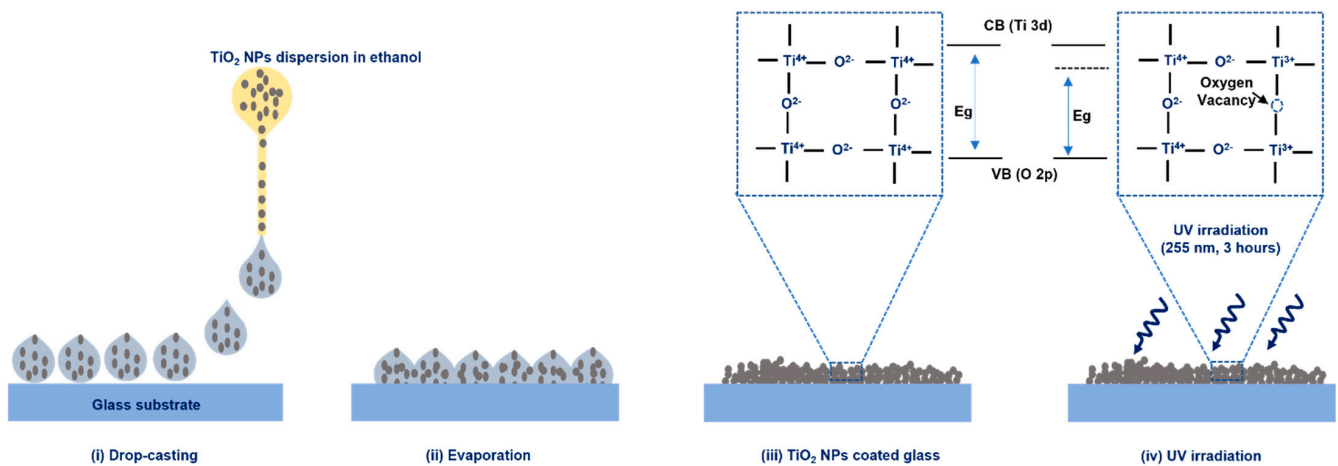 TiO2 NPs dispersion in ethanol
Glass substrate
(i) Drop-casting
(ii) Evaporation
Ti4+ O2- Ti4+
O2- O2-
Ti4+ O2- Ti4+
CB (Ti 3d)
Eg
Eg
VB (O 2p)
Ti4+ O2- Ti3+
Oxygen
Vacancy
O2-
Ti4+ O2- Ti3+
UV irradiation
(255 nm, 3 hours)
(iii) TiO2 NPs coated glass
(iv) UV irradiation